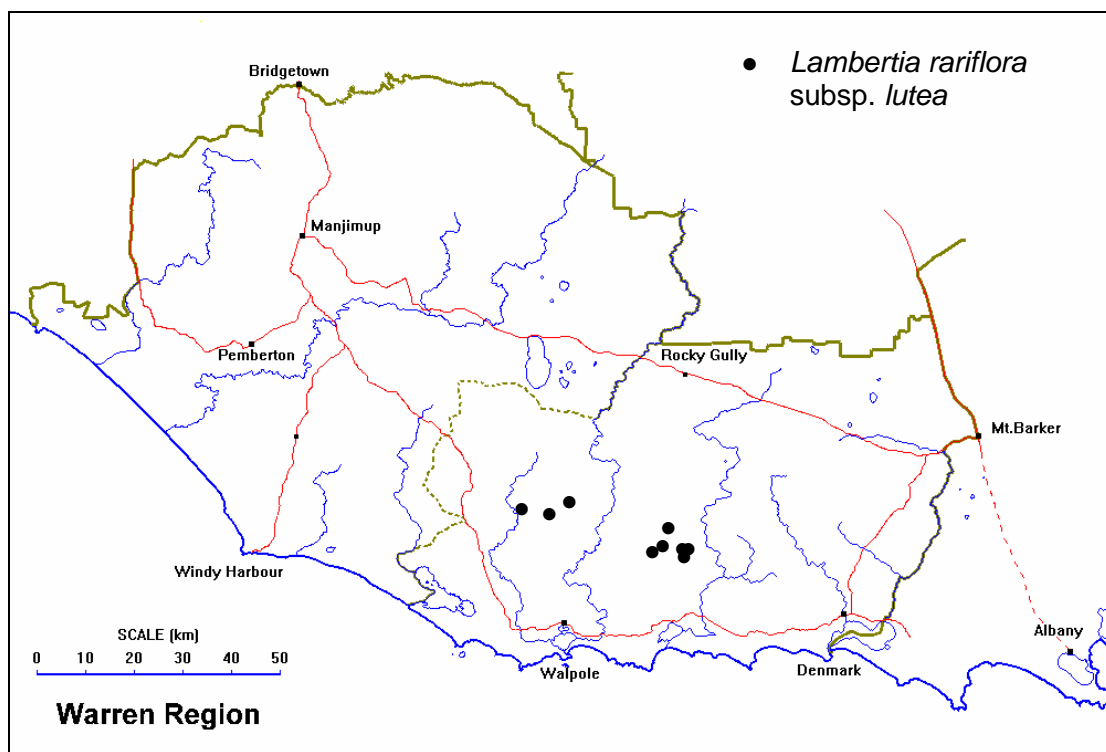 Lambertia rariflora
subsp. lutea
Bridgetown
Manjimup
Pemberton
Rocky Gully
Mt.Barker
Windy Harbour
SCALE (km)
0 10 20 30 40 50
Walpole
Denmark
Albany
Warren Region